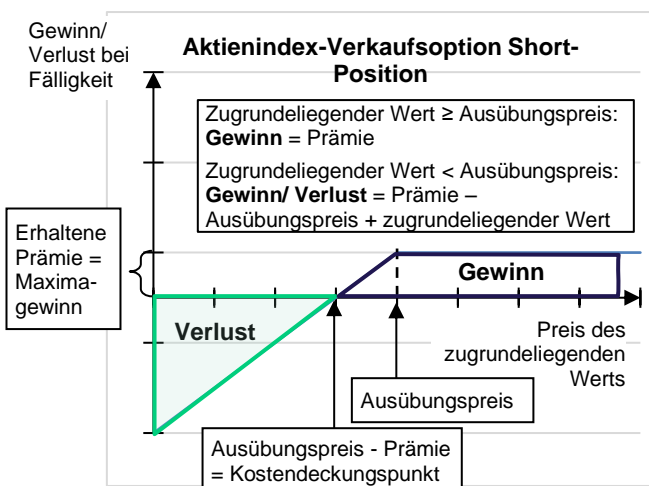 Gewinn/
Verlust bei
Fälligkeit
Aktienindex-Verkaufsoption Short-
Position
Zugrundeliegender Wert ≥ Ausübungspreis:
Gewinn = Prämie
Zugrundeliegender Wert < Ausübungspreis:
Gewinn/ Verlust = Prämie –
Ausübungspreis + zugrundeliegender Wert
Erhaltene
Prämie =
Maxima-
gewinn
Gewinn
Verlust
Preis des
zugrundeliegenden
Werts
Ausübungspreis
Ausübungspreis - Prämie
= Kostendeckungspunkt